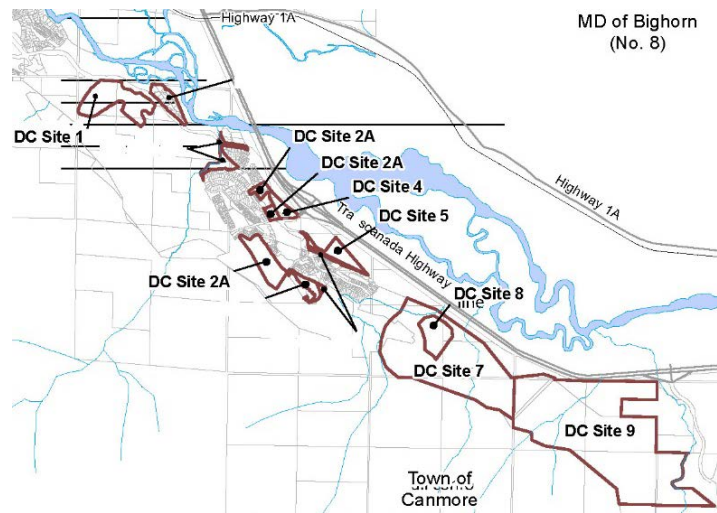 Highway 1A
MD of Bighorn
(No. 8)
DC Site 1
DC Site 2A
DC Site 2A
DC Site 4
Highway 1A
DC Site 5
Highway
DC Site 2A
DC Site 8
DC Site 7
DC Site 9
Town of
Canmore